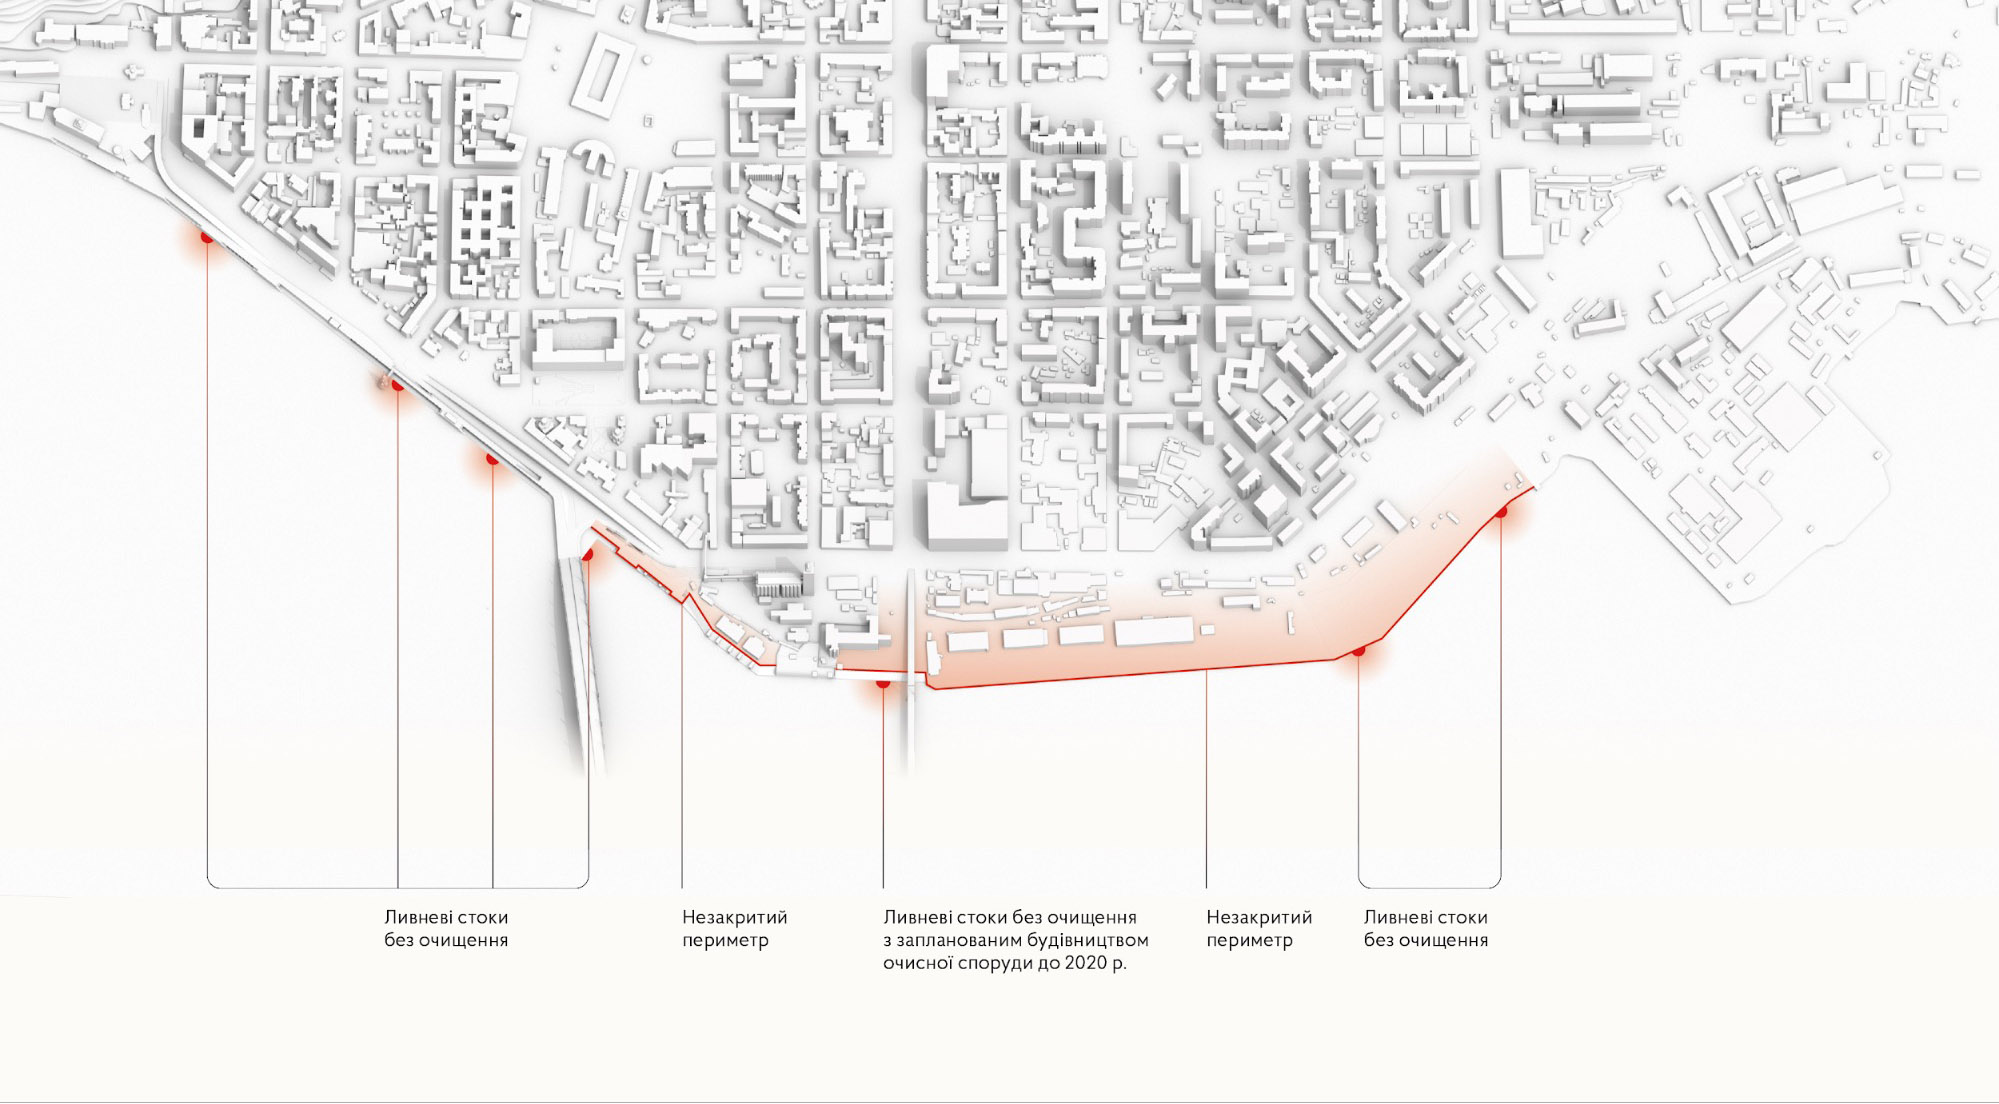 Ливневі стоки
без очищення
Незакритий
периметр
Ливневі стоки без очищення
з запланованим будівництвом
очисної споруди до 2020 р.
Незакритий
периметр
Ливневі стоки
без очищення